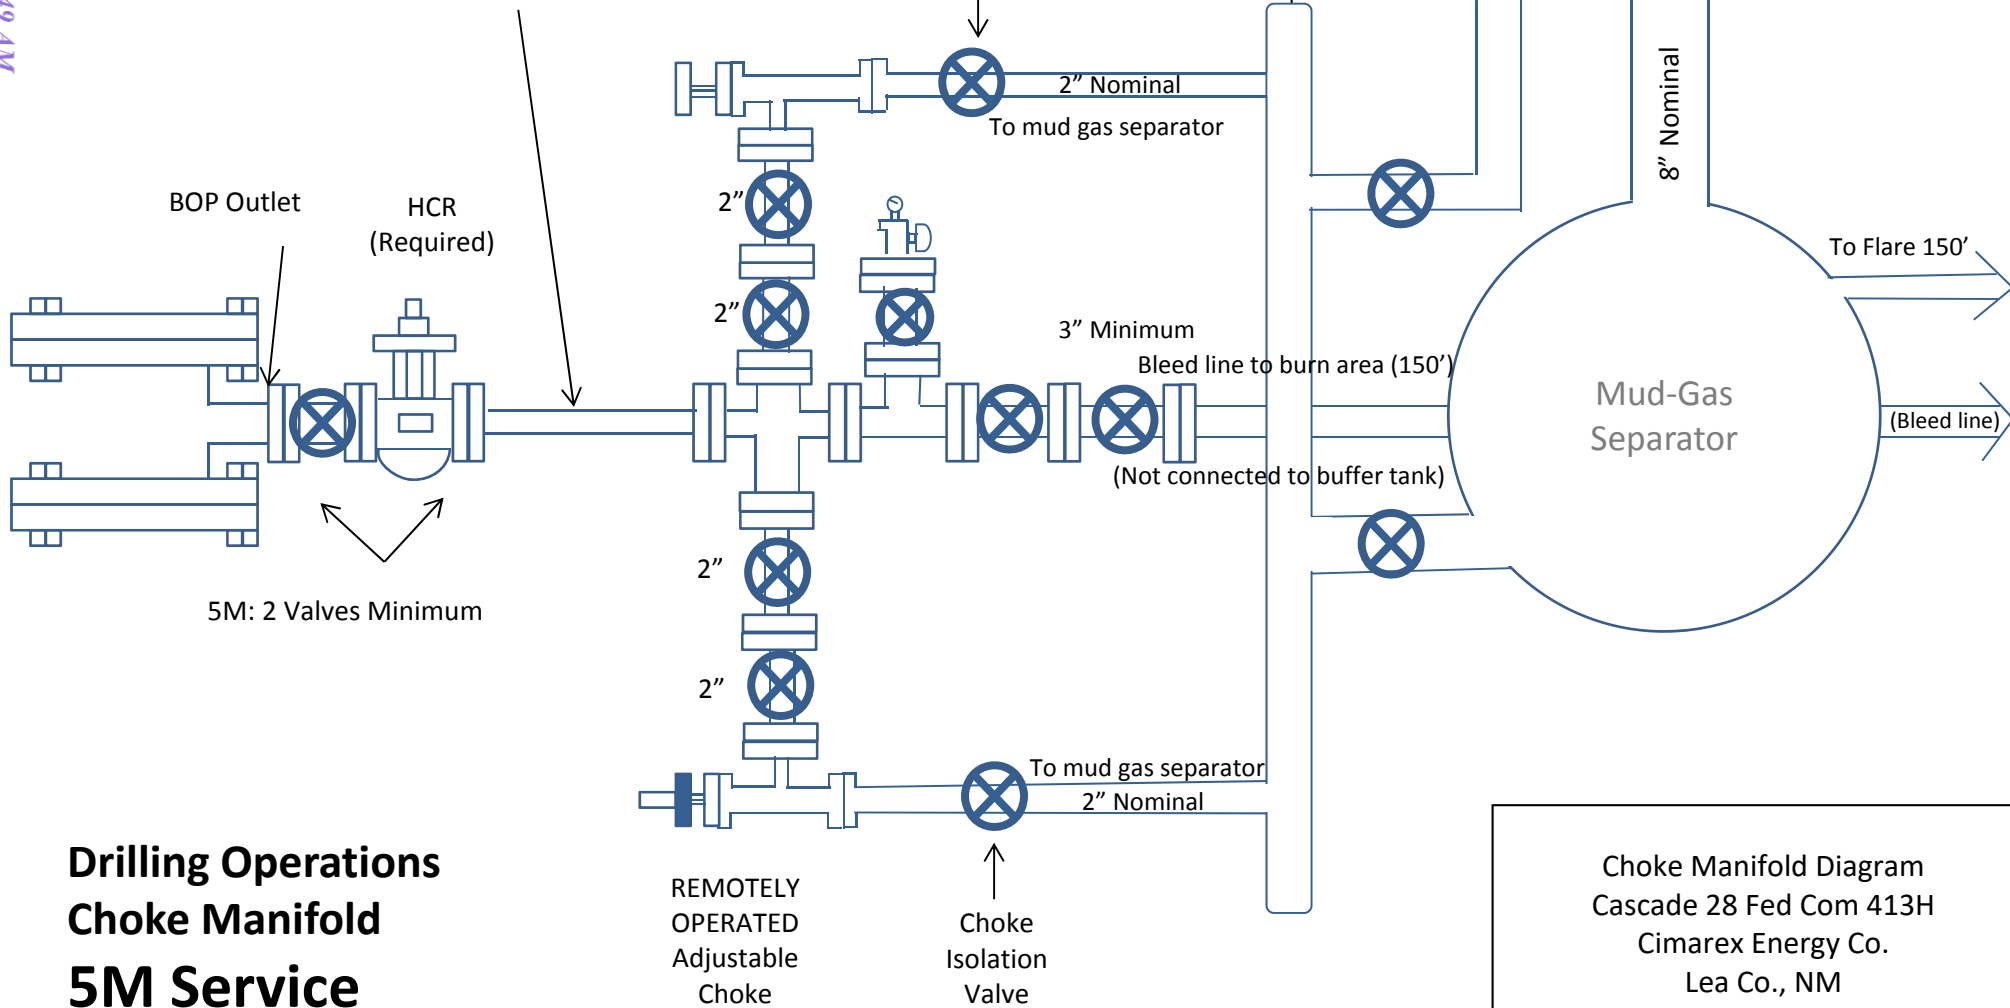 49 AM
2” Nominal
To mud gas separator
8” Nominal
BOP Outlet
HCR
(Required)
2”
2”
To Flare 150’
3” Minimum
Bleed line to burn area (150’)
Mud-Gas
Separator
(Bleed line)
(Not connected to buffer tank)
2”
5M: 2 Valves Minimum
2”
To mud gas separator
2” Nominal
Drilling Operations
Choke Manifold
5M Service
REMOTELY
OPERATED
Adjustable
Choke
Choke
Isolation
Valve
Choke Manifold Diagram
Cascade 28 Fed Com 413H
Cimarex Energy Co.
Lea Co., NM